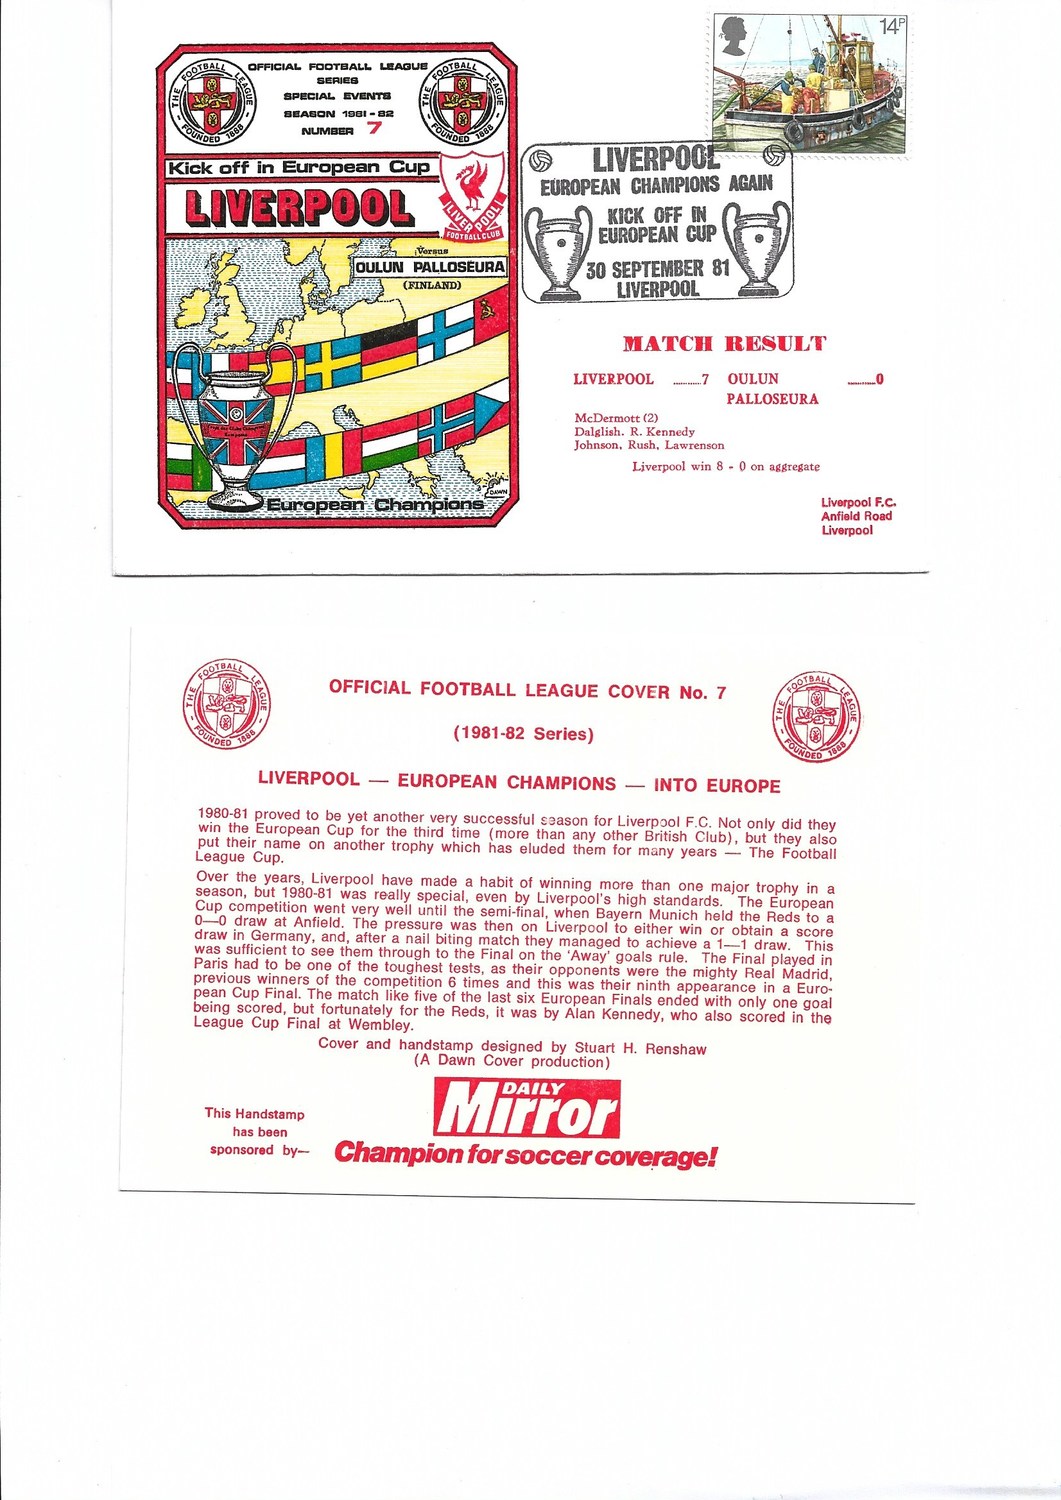 THE FOOTBALL LEAGUE
FOUNDED 1888
OFFICIAL FOOTBALL LEAGUE
SERIES
SPECIAL EVENTS
SEASON 1981-82
NUMBER 7
THE FOOTBALL LEAGUE
FOUNDED 1888
Kick off in European Cup
LIVERPOOL
LIVERPOOL
FOOTBALL CLUB
Versus
OULUN PALLOSEURA
(FINLAND)
DAWN
European Champions
14P
LIVERPOOL
EUROPEAN CHAMPIONS AGAIN
KICK OFF IN
EUROPEAN CUP
30 SEPTEMBER 81
LIVERPOOL
MATCH RESULT
LIVERPOOL ...........7 OULUN ...........0
PALLOSEURA
McDermott (2)
Dalglish. R. Kennedy
Johnson, Rush, Lawrenson
Liverpool win 8 - 0 on aggregate
Liverpool F.C.
Anfield Road
Liverpool
THE FOOTBALL LEAGUE
FOUNDED 1888
OFFICIAL FOOTBALL LEAGUE COVER No. 7
THE FOOTBALL LEAGUE
FOUNDED 1888
(1981-82 Series)
LIVERPOOL — EUROPEAN CHAMPIONS — INTO EUROPE
1980-81 proved to be yet another very successful season for Liverpool F.C. Not only did they
win the European Cup for the third time (more than any other British Club), but they also
put their name on another trophy which has eluded them for many years — The Football
League Cup.
Over the years, Liverpool have made a habit of winning more than one major trophy in a
season, but 1980-81 was really special, even by Liverpool's high standards. The European
Cup competition went very well until the semi-final, when Bayern Munich held the Reds to a
0—0 draw at Anfield. The pressure was then on Liverpool to either win or obtain a score
draw in Germany, and, after a nail biting match they managed to achieve a 1—1 draw. This
was sufficient to see them through to the Final on the 'Away' goals rule. The Final played in
Paris had to be one of the toughest tests, as their opponents were the mighty Real Madrid,
previous winners of the competition 6 times and this was their ninth appearance in a Euro-
pean Cup Final. The match like five of the last six European Finals ended with only one goal
being scored, but fortunately for the Reds, it was by Alan Kennedy, who also scored in the
League Cup Final at Wembley.
Cover and handstamp designed by Stuart H. Renshaw
(A Dawn Cover production)
This Handstamp
has been
sponsored by—
DAILY
Mirror
Champion for soccer coverage!